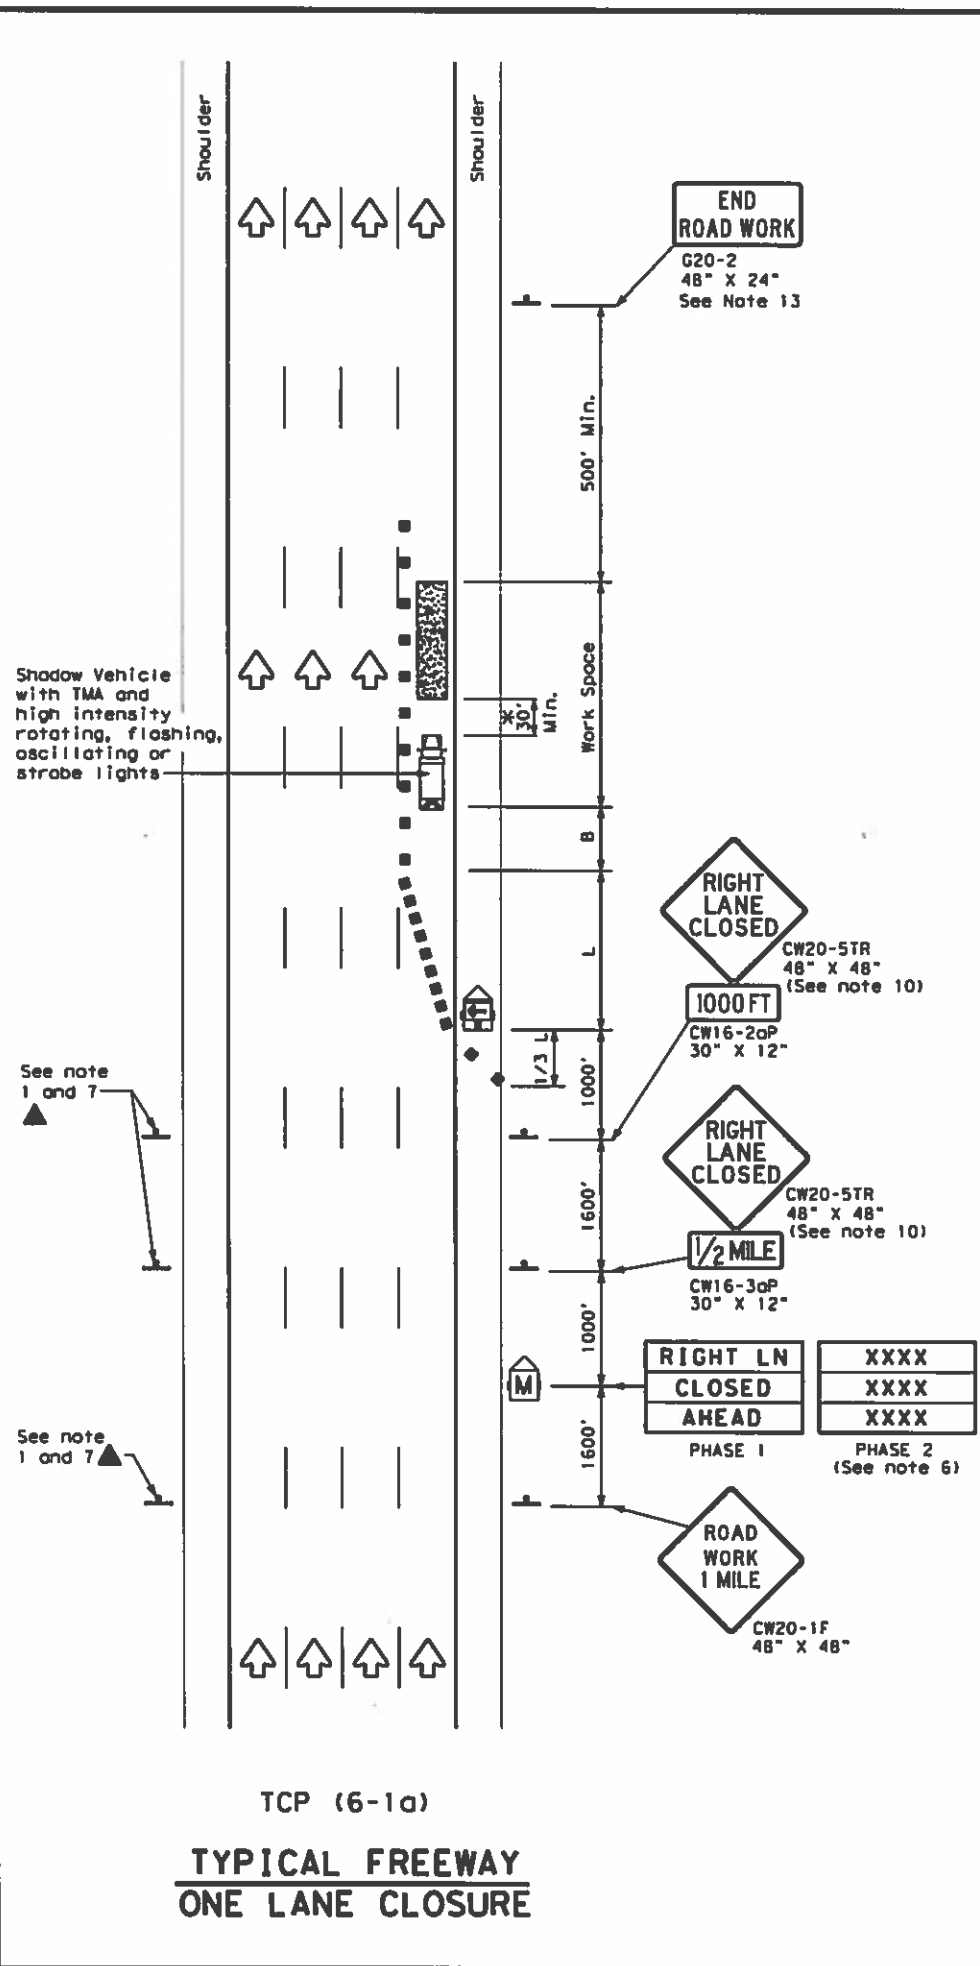 Shoulder
Shoulder
END
ROAD WORK
G20-2
48" X 24"
See Note 13
500' Min.
Shadow Vehicle
with TMA and
high intensity
rotating, flashing,
oscillating or
strobe lights
*
30'
Min.
Work Space
B
RIGHT
LANE
CLOSED
CW20-5TR
48" X 48"
(See note 10)
L
1000 FT
CW16-2aP
30" X 12"
1/3 L
1000'
See note
1 and 7
RIGHT
LANE
CLOSED
CW20-5TR
48" X 48"
(See note 10)
1600'
1/2 MILE
CW16-3aP
30" X 12"
1000'
M
RIGHT LN
CLOSED
AHEAD
PHASE 1
XXXX
XXXX
XXXX
PHASE 2
(See note 6)
See note
1 and 7
1600'
ROAD
WORK
1 MILE
CW20-1F
48" X 48"
TCP (6-1a)
TYPICAL FREEWAY
ONE LANE CLOSURE